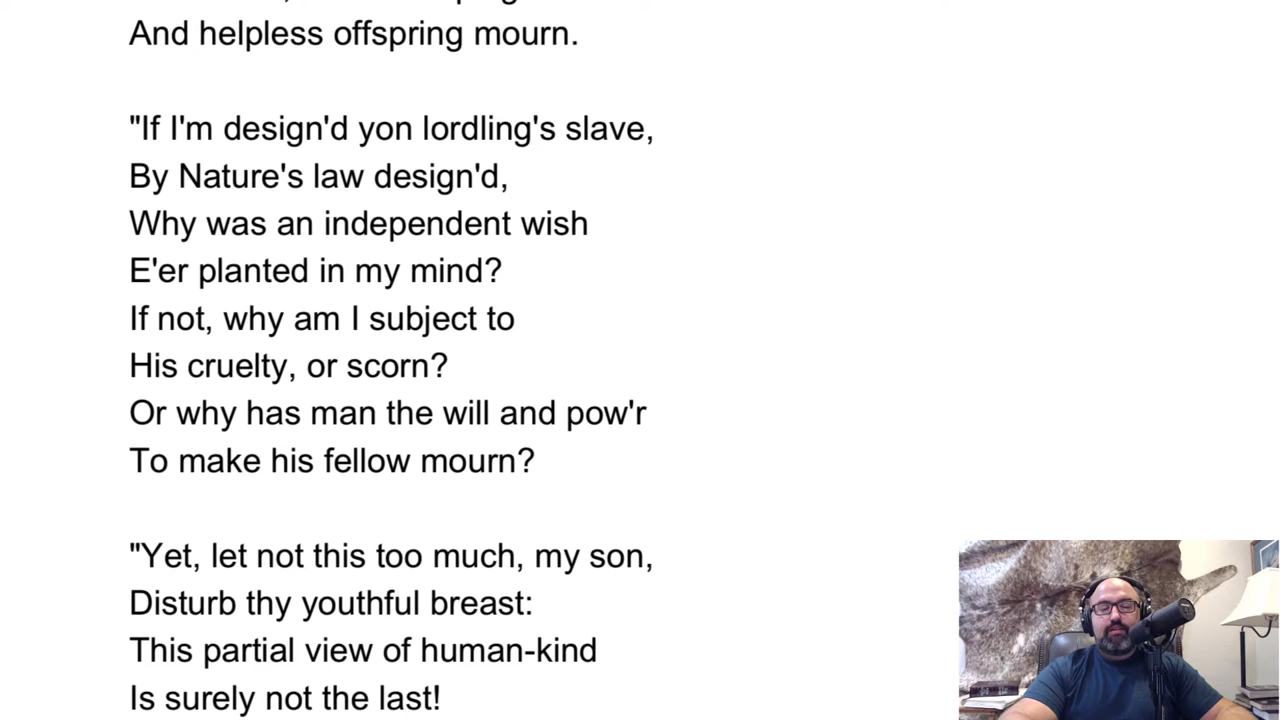 And helpless offspring mourn.
"If I'm design'd yon lordling's slave,
By Nature's law design'd,
Why was an independent wish
E'er planted in my mind?
If not, why am I subject to
His cruelty, or scorn?
Or why has man the will and pow'r
To make his fellow mourn?
"Yet, let not this too much, my son,
Disturb thy youthful breast:
This partial view of human-kind
Is surely not the last!